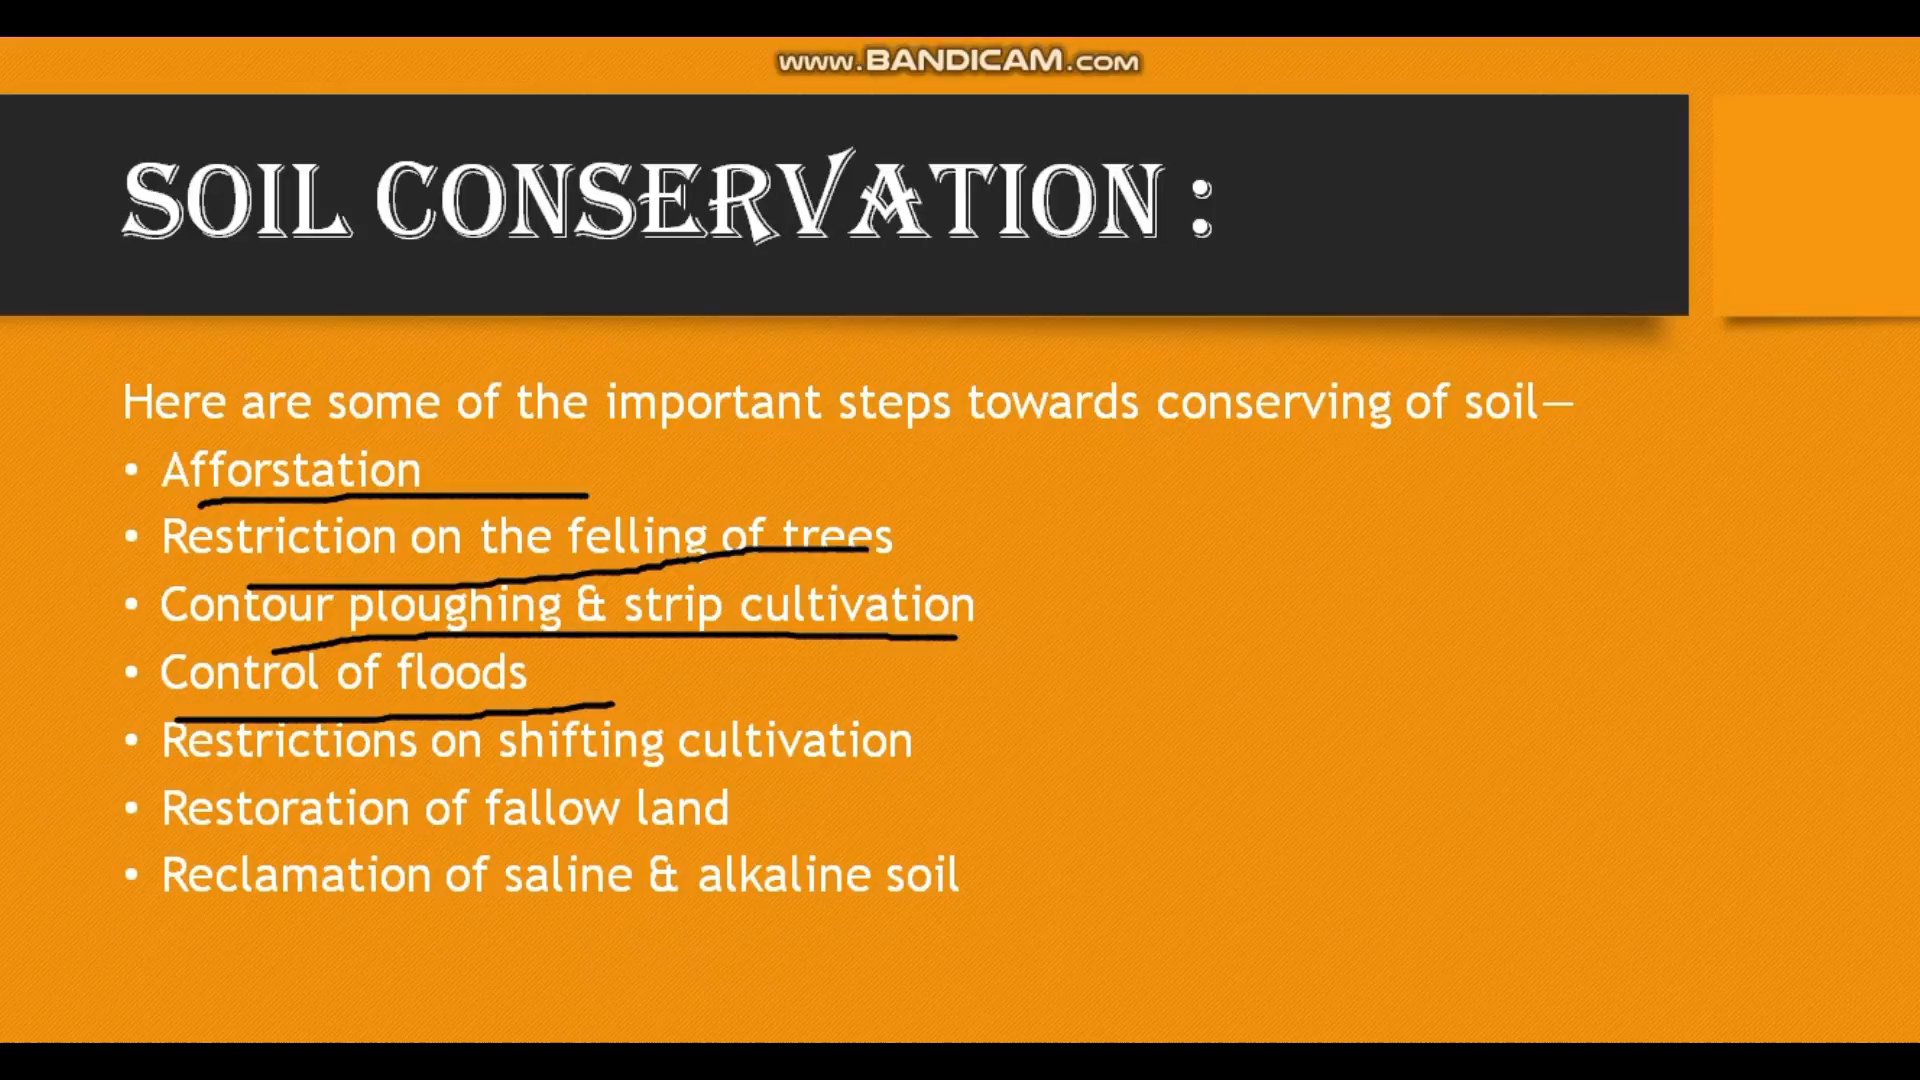 www.BANDICAM.com
SOIL CONSERVATION :
Here are some of the important steps towards conserving of soil—
• Afforstation
• Restriction on the felling of trees
• Contour ploughing & strip cultivation
• Control of floods
• Restrictions on shifting cultivation
• Restoration of fallow land
• Reclamation of saline & alkaline soil